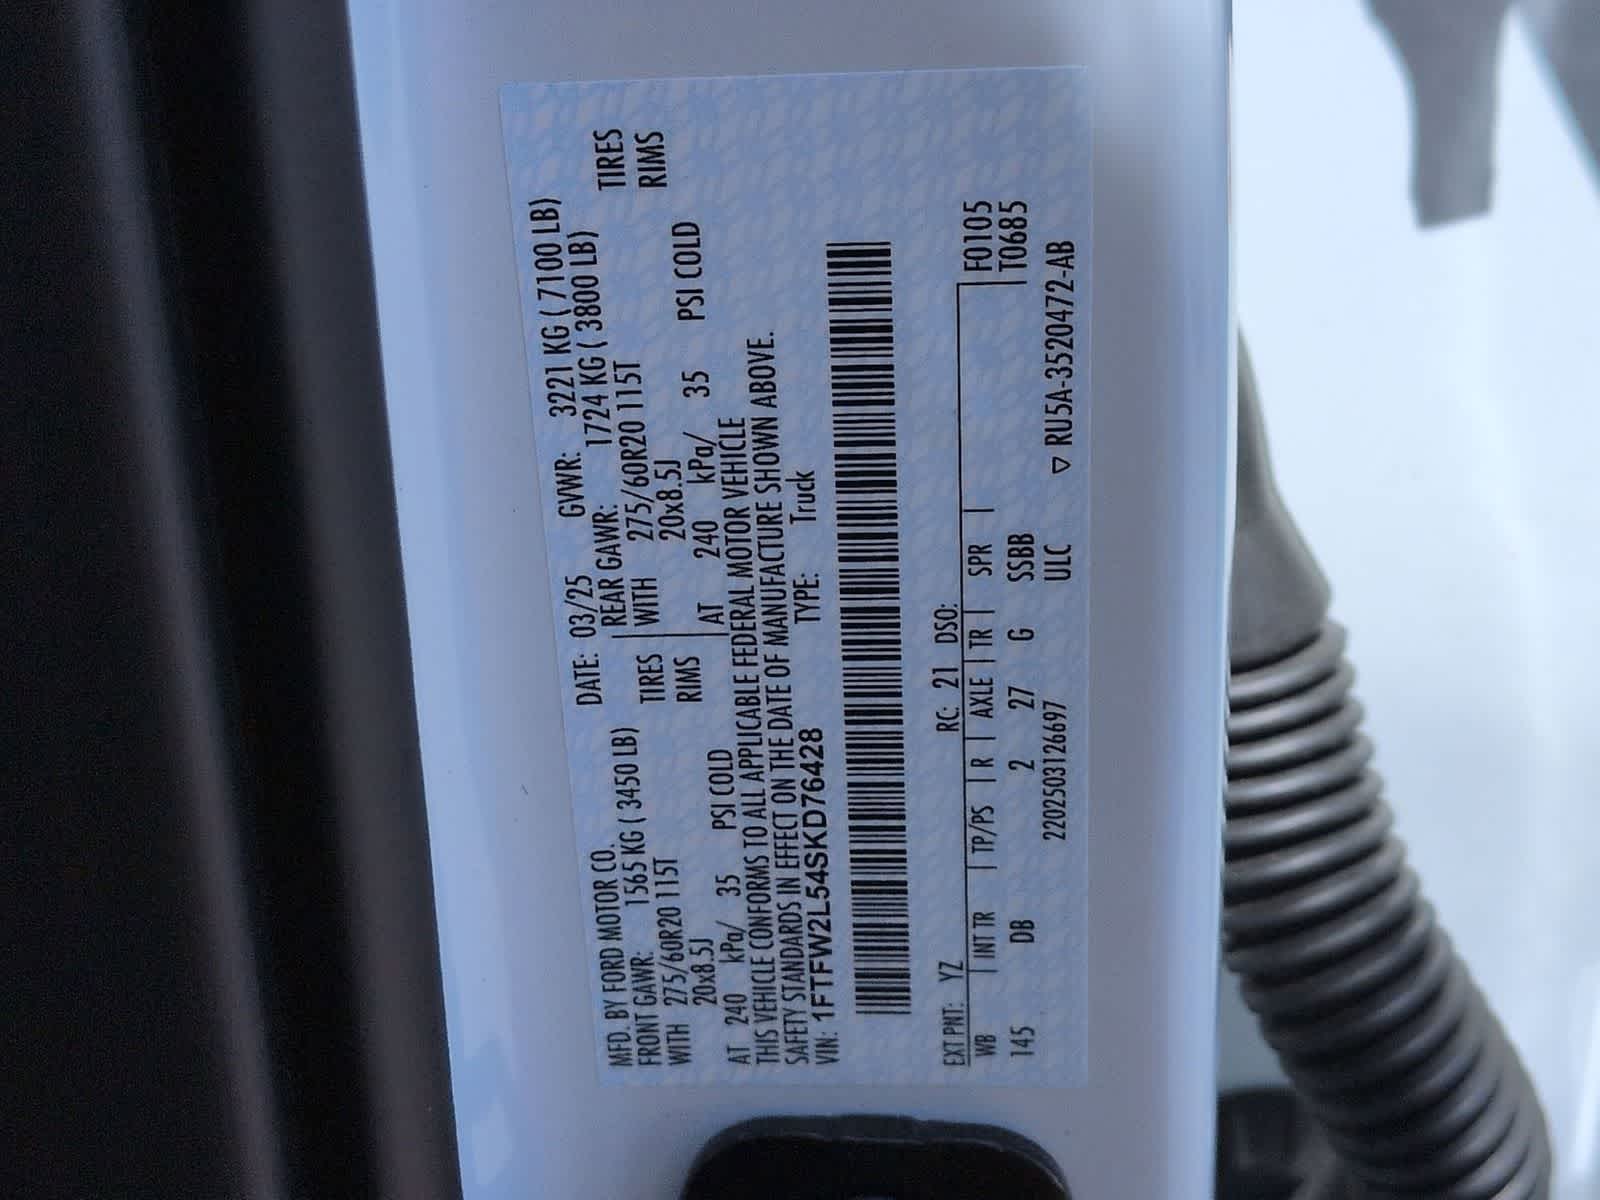 MFD. BY FORD MOTOR CO.
DATE: 03/25 GVWR: 3221 KG ( 7100 LB)
FRONT GAWR: 1565 KG ( 3450 LB) REAR GAWR: 1724 KG ( 3800 LB)
WITH 275/60R20 115T TIRES WITH 275/60R20 115T TIRES
20x8.5J RIMS 20x8.5J RIMS
AT 240 kPa/ 35 PSI COLD AT 240 kPa/ 35 PSI COLD
THIS VEHICLE CONFORMS TO ALL APPLICABLE FEDERAL MOTOR VEHICLE
SAFETY STANDARDS IN EFFECT ON THE DATE OF MANUFACTURE SHOWN ABOVE.
VIN: 1FTFW2L54SKD76428 TYPE: Truck
EXT PNT: YZ RC: 21 DSO: F0105
WB | INT TR | TP/PS | R | AXLE | TR | SPR | T0685
145 DB 2 27 G SSBB
2202503126697 ULC ▽ RU5A-3520472-AB